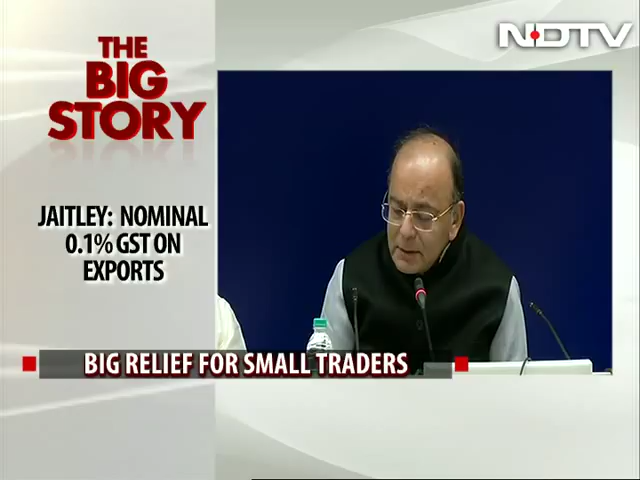 NDTV
THE
BIG
STORY
JAITLEY: NOMINAL
0.1% GST ON
EXPORTS
BIG RELIEF FOR SMALL TRADERS